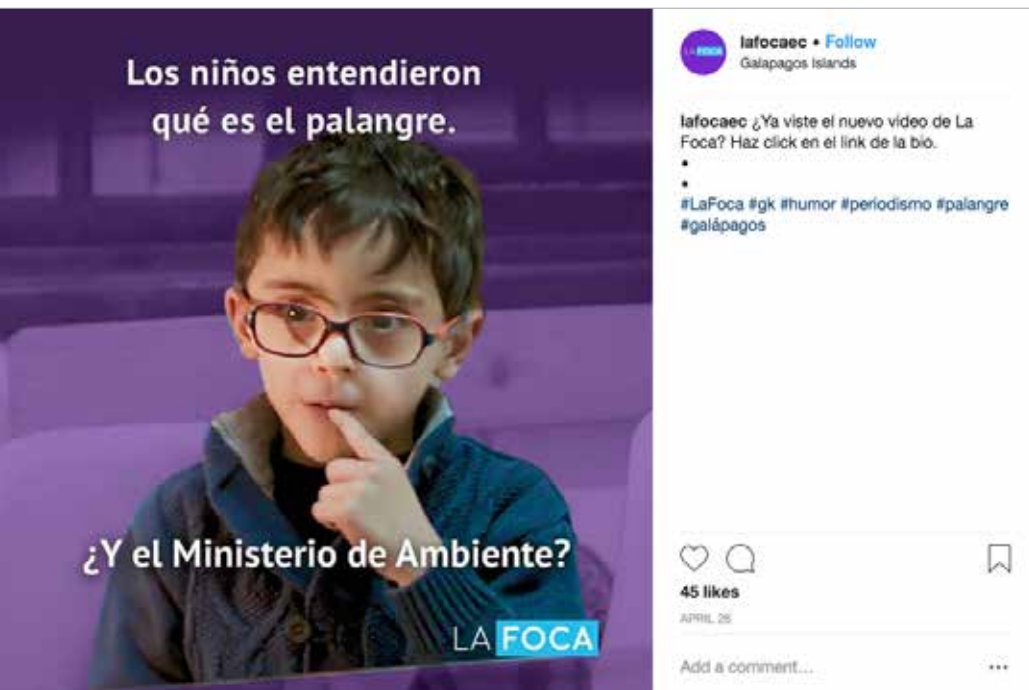 Los niños entendieron
qué es el palangre.
¿Y el Ministerio de Ambiente?
LA FOCA
LA FOCA
lafocaec • Follow
Galapagos Islands
lafocaec ¿Ya viste el nuevo video de La
Foca? Haz click en el link de la bio.
•
•
#LaFoca #gk #humor #periodismo #palangre
#galápagos
45 likes
APRIL 26
Add a comment...